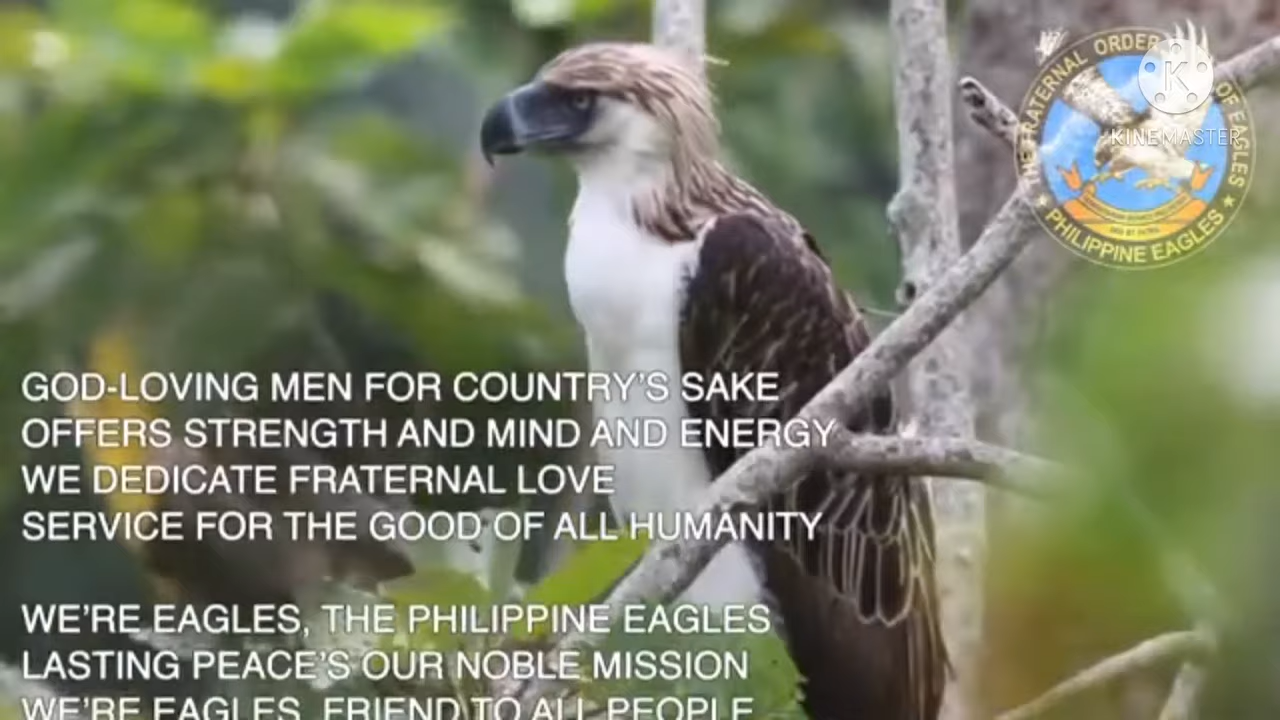 THE FRATERNAL ORDER OF EAGLES
PHILIPPINE EAGLES
KINEMASTER
GOD-LOVING MEN FOR COUNTRY'S SAKE
OFFERS STRENGTH AND MIND AND ENERGY
WE DEDICATE FRATERNAL LOVE
SERVICE FOR THE GOOD OF ALL HUMANITY
WE'RE EAGLES, THE PHILIPPINE EAGLES
LASTING PEACE'S OUR NOBLE MISSION
WE'RE EAGLES, FRIEND TO ALL PEOPLE